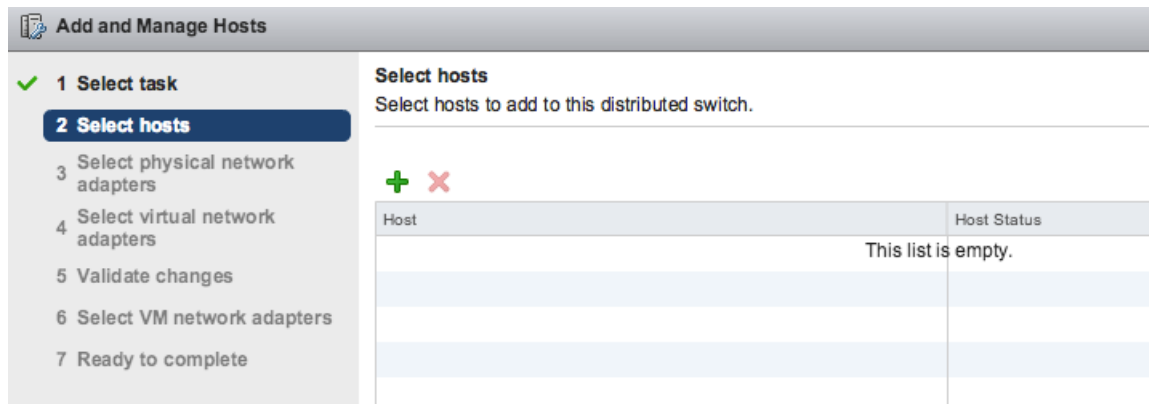 Add and Manage Hosts
1 Select task
2 Select hosts
3 Select physical network
adapters
4 Select virtual network
adapters
5 Validate changes
6 Select VM network adapters
7 Ready to complete
Select hosts
Select hosts to add to this distributed switch.
Host Host Status
This list is empty.